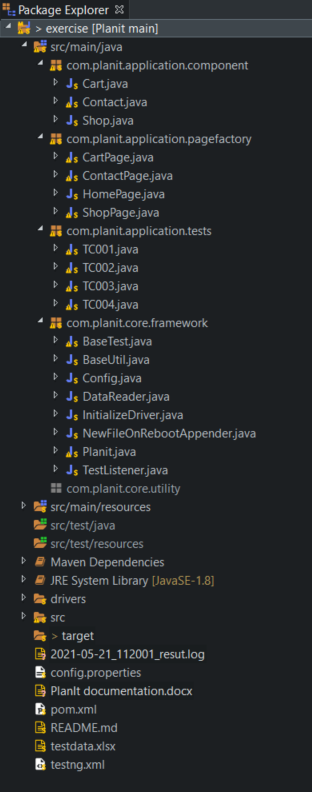 Package Explorer
> exercise [Planit main]
src/main/java
com.planit.application.component
Cart.java
Contact.java
Shop.java
com.planit.application.pagefactory
CartPage.java
ContactPage.java
HomePage.java
ShopPage.java
com.planit.application.tests
TC001.java
TC002.java
TC003.java
TC004.java
com.planit.core.framework
BaseTest.java
BaseUtil.java
Config.java
DataReader.java
InitializeDriver.java
NewFileOnRebootAppender.java
Planit.java
TestListener.java
com.planit.core.utility
src/main/resources
src/test/java
src/test/resources
Maven Dependencies
JRE System Library [JavaSE-1.8]
drivers
src
> target
2021-05-21_112001_resut.log
config.properties
PlanIt documentation.docx
pom.xml
README.md
testdata.xlsx
testng.xml